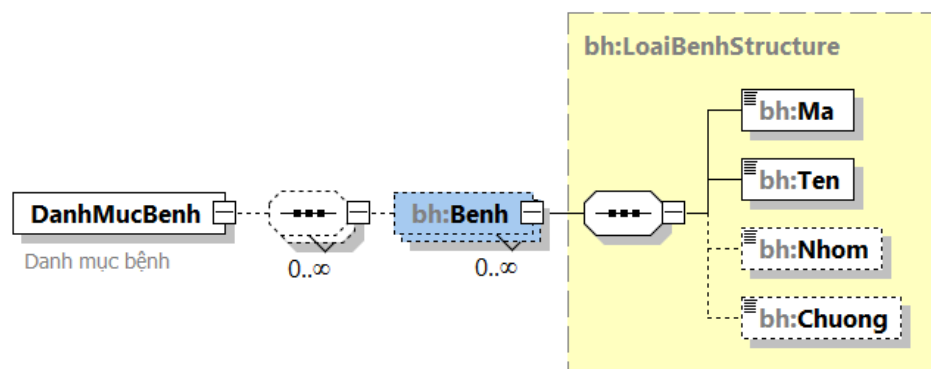 bh:LoaiBenhStructure
bh:Ma
bh:Ten
DanhMucBenh
bh:Benh
bh:Nhom
Danh mục bệnh
0..∞
0..∞
bh:Chuong